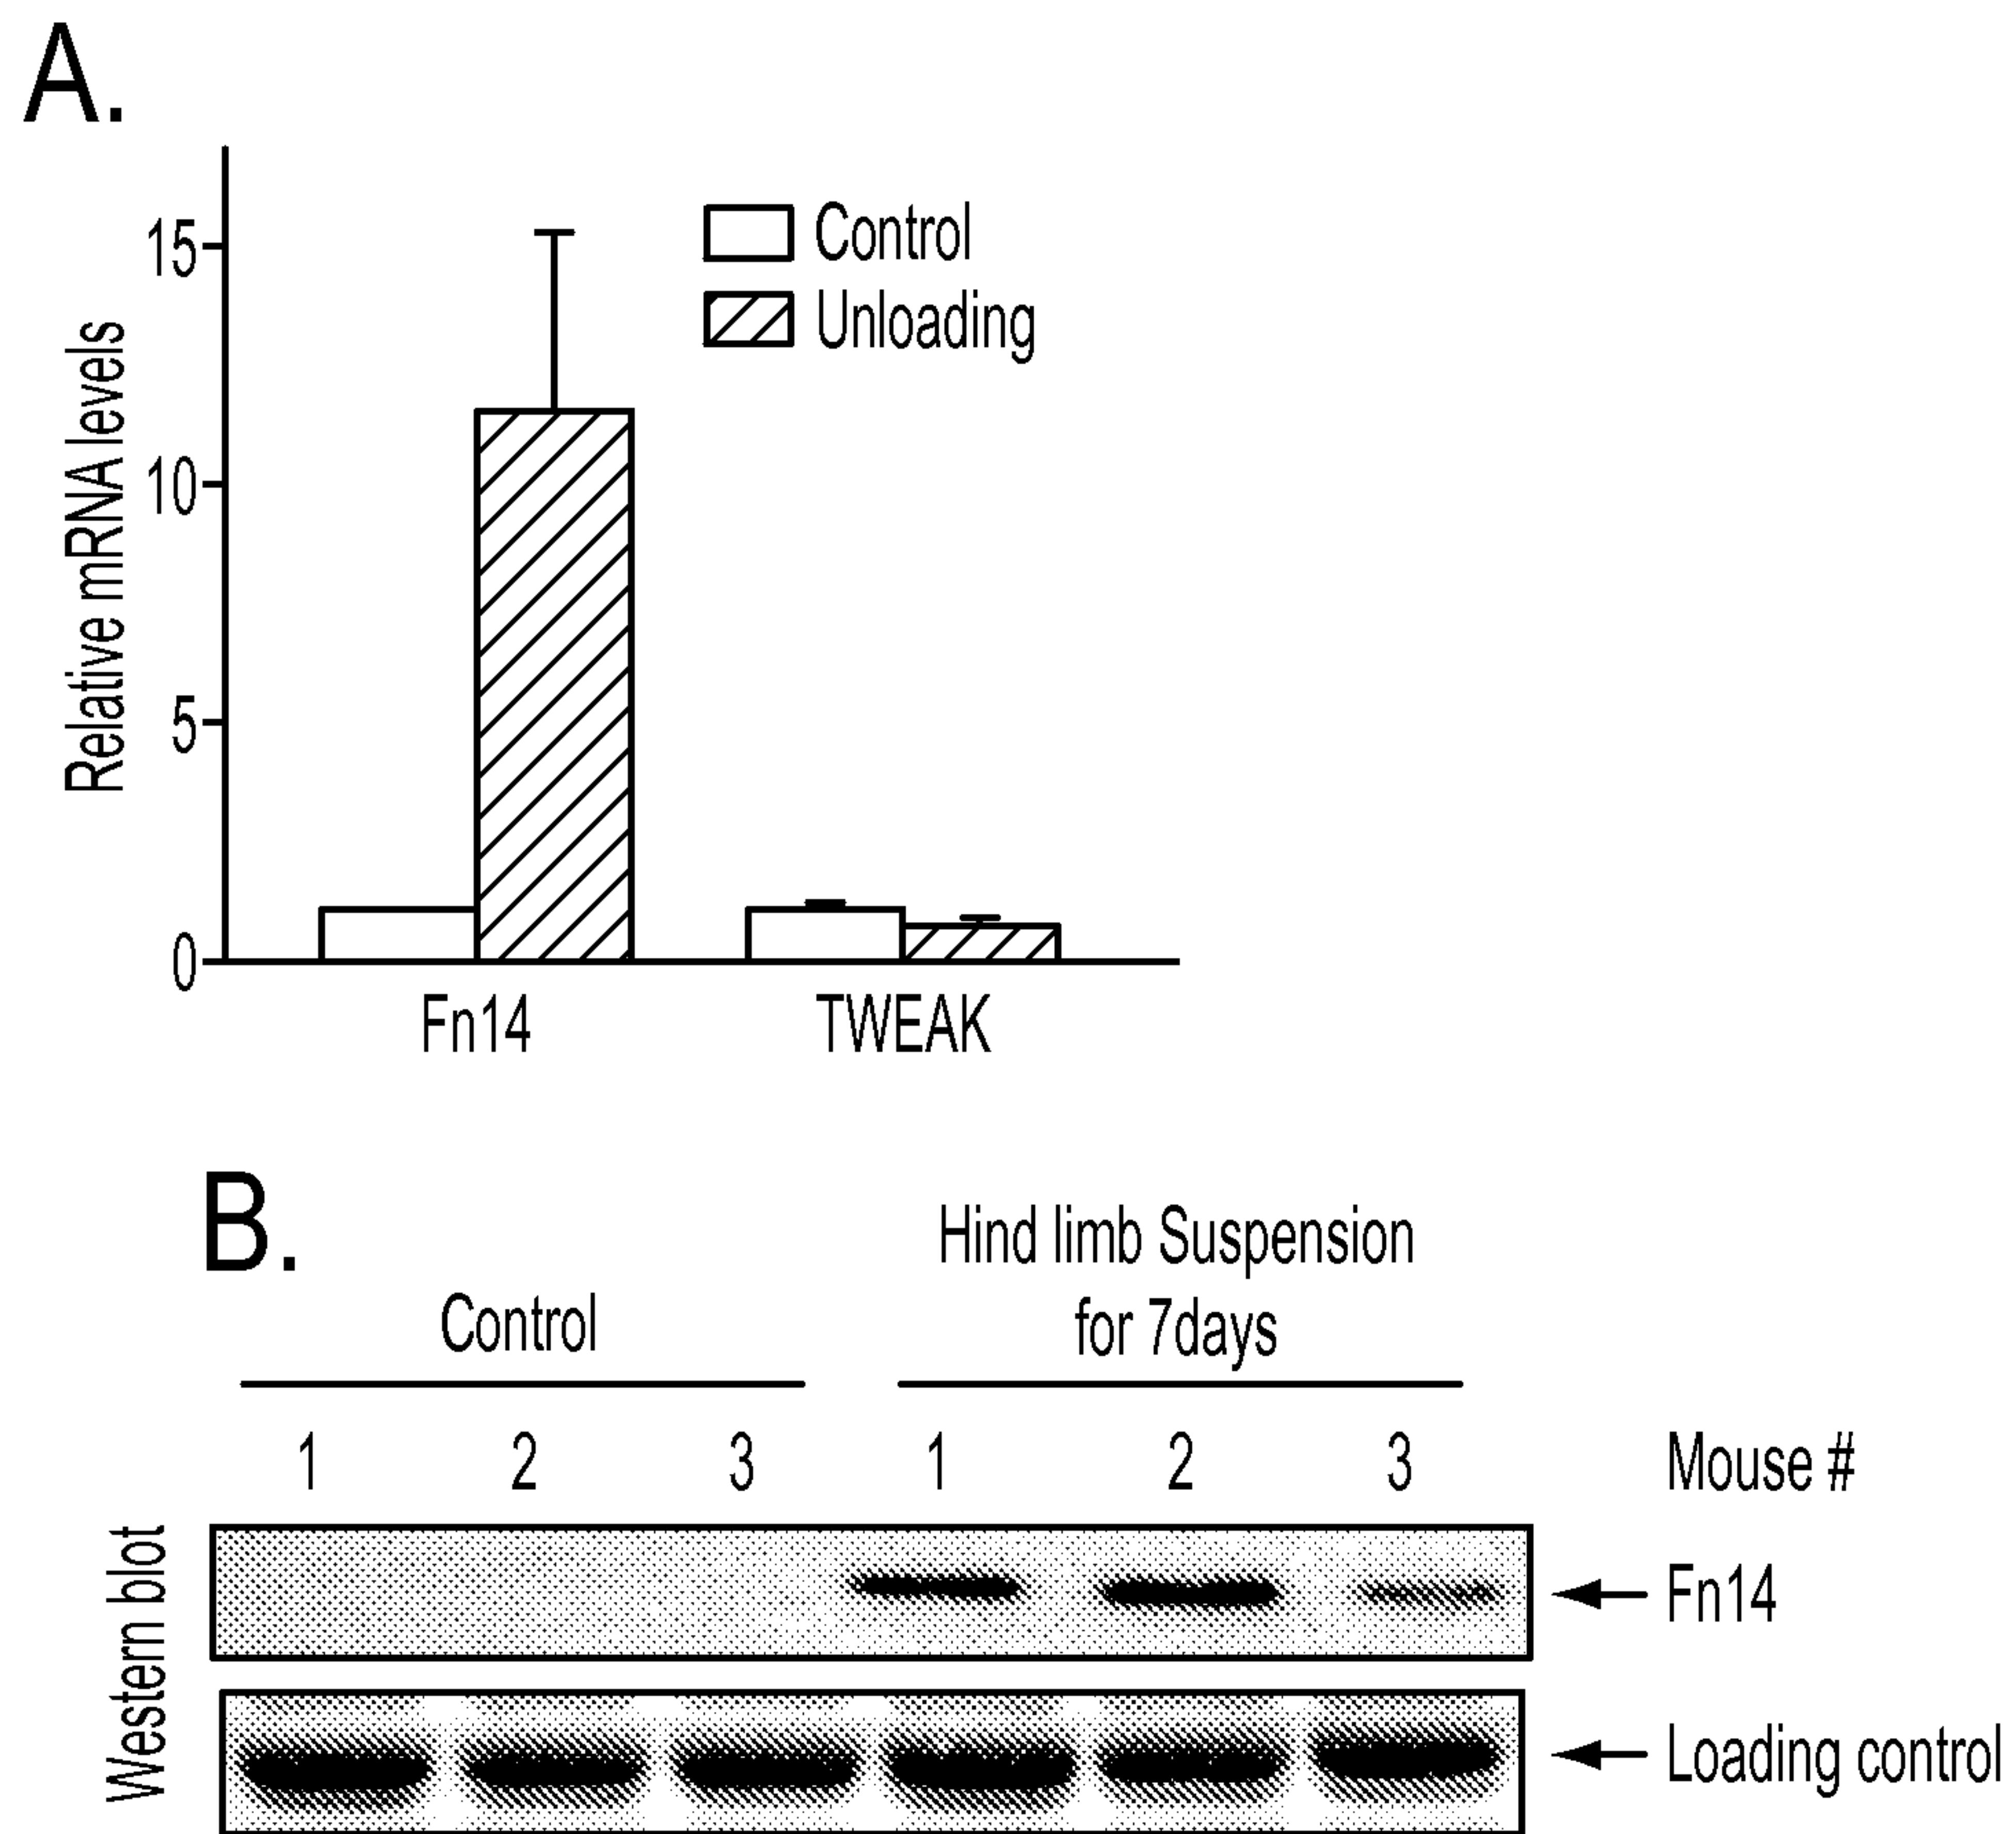 A.
15
10
5
0
Relative mRNA levels
Control
Unloading
Fn14
TWEAK
B.
Control
Hind limb Suspension
for 7days
1 2 3 1 2 3 Mouse #
Western blot
Fn14
Loading control